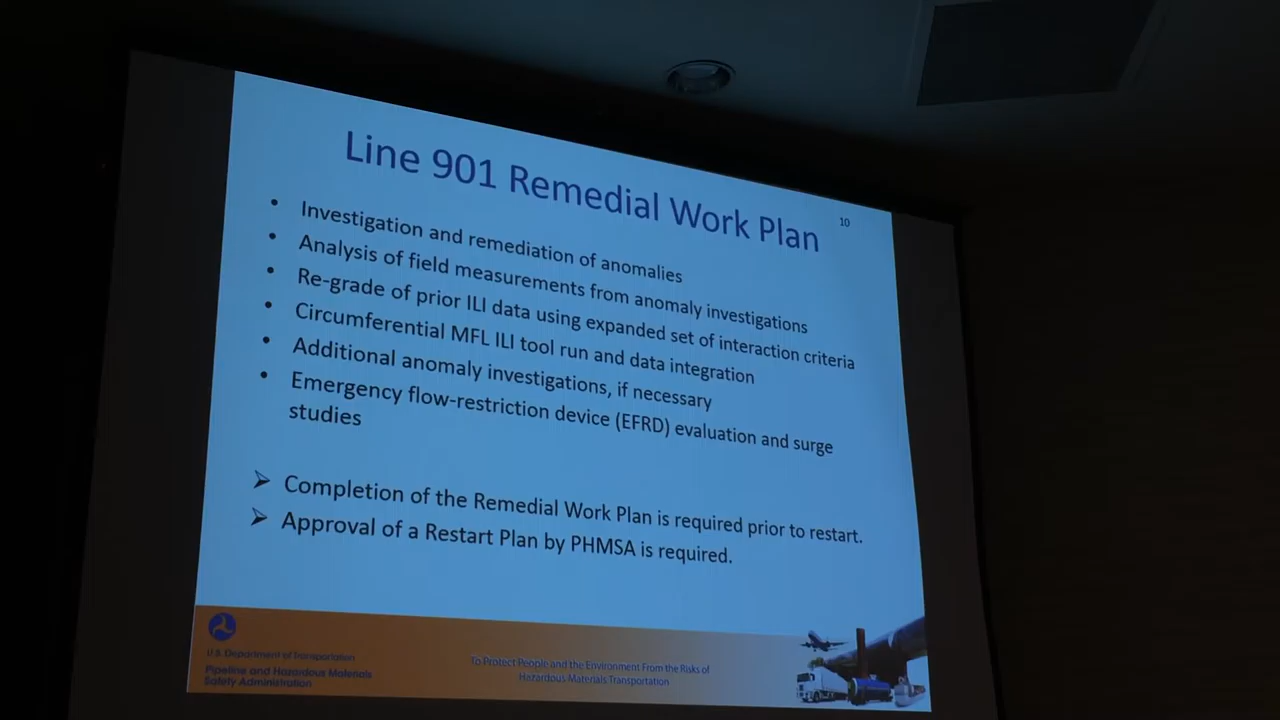 Line 901 Remedial Work Plan
10
• Investigation and remediation of anomalies
• Analysis of field measurements from anomaly investigations
• Re-grade of prior ILI data using expanded set of interaction criteria
• Circumferential MFL ILI tool run and data integration
• Additional anomaly investigations, if necessary
• Emergency flow-restriction device (EFRD) evaluation and surge
studies
➢ Completion of the Remedial Work Plan is required prior to restart.
➢ Approval of a Restart Plan by PHMSA is required.
U.S. Department of Transportation
Pipeline and Hazardous Materials
Safety Administration
To Protect People and the Environment From the Risks of
Hazardous Materials Transportation